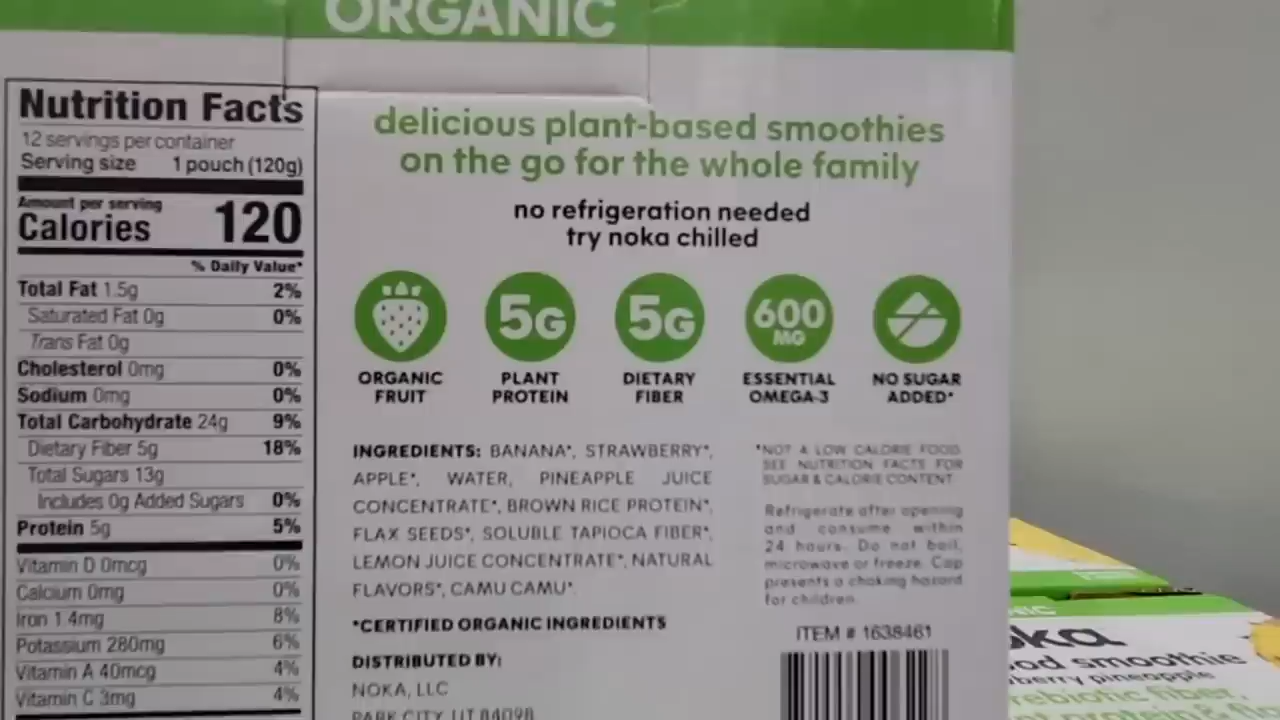 ORGANIC
Nutrition Facts
12 servings per container
Serving size 1 pouch (120g)
Amount per serving
Calories 120
% Daily Value*
Total Fat 1.5g 2%
Saturated Fat 0g 0%
Trans Fat 0g
Cholesterol 0mg 0%
Sodium 0mg 0%
Total Carbohydrate 24g 9%
Dietary Fiber 5g 18%
Total Sugars 13g
Includes 0g Added Sugars 0%
Protein 5g 5%
Vitamin D 0mcg 0%
Calcium 0mg 0%
Iron 1.4mg 8%
Potassium 280mg 6%
Vitamin A 40mcg 4%
Vitamin C 3mg 4%
delicious plant-based smoothies
on the go for the whole family
no refrigeration needed
try noka chilled
ORGANIC
FRUIT
5G
PLANT
PROTEIN
5G
DIETARY
FIBER
600
MG
ESSENTIAL
OMEGA-3
NO SUGAR
ADDED*
INGREDIENTS: BANANA*, STRAWBERRY*,
APPLE*, WATER, PINEAPPLE JUICE
CONCENTRATE*, BROWN RICE PROTEIN*,
FLAX SEEDS*, SOLUBLE TAPIOCA FIBER*,
LEMON JUICE CONCENTRATE*, NATURAL
FLAVORS*, CAMU CAMU*.
*CERTIFIED ORGANIC INGREDIENTS
DISTRIBUTED BY:
NOKA, LLC
PARK CITY, UT 84098
*NOT A LOW CALORIE FOOD.
SEE NUTRITION FACTS FOR
SUGAR & CALORIE CONTENT.
Refrigerate after opening
and consume within
24 hours. Do not boil,
microwave or freeze. Cap
presents a choking hazard
for children.
ITEM # 1638461
NIC
oka
od smoothie
berry pineapple
rebiotic fiber,